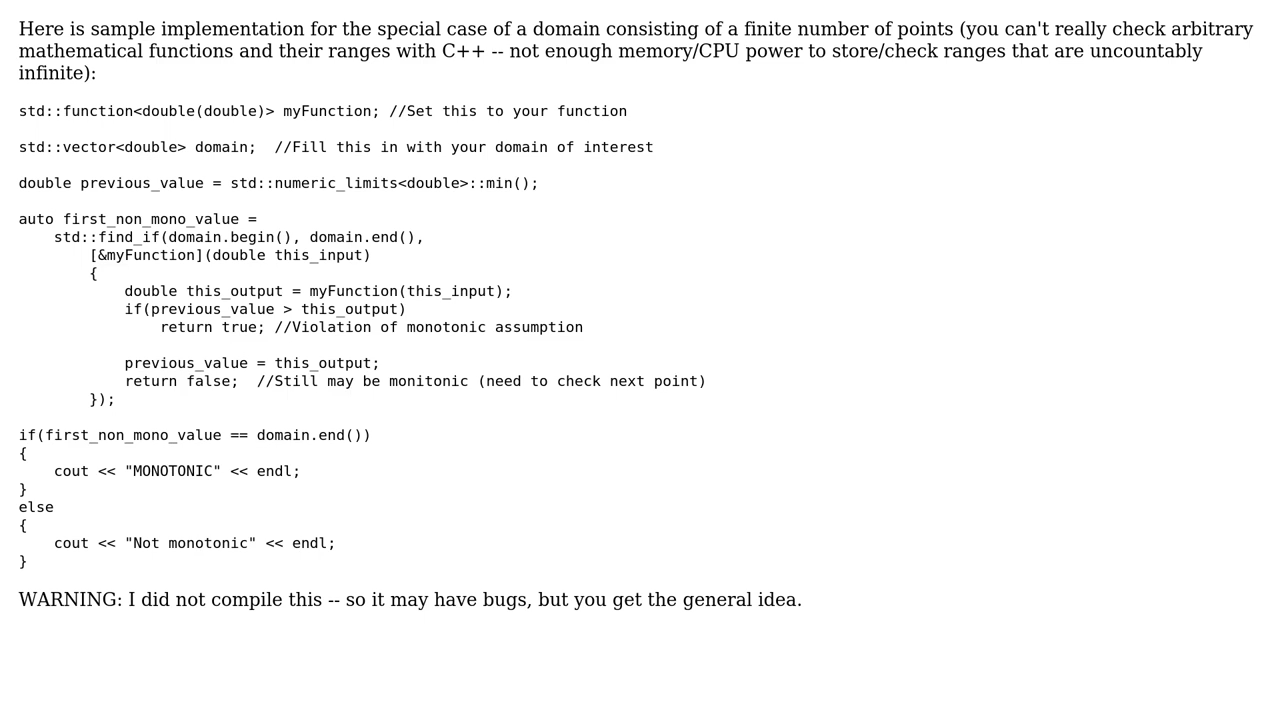 Here is sample implementation for the special case of a domain consisting of a finite number of points (you can't really check arbitrary
mathematical functions and their ranges with C++ -- not enough memory/CPU power to store/check ranges that are uncountably
infinite):
std::function<double(double)> myFunction; //Set this to your function
std::vector<double> domain;  //Fill this in with your domain of interest
double previous_value = std::numeric_limits<double>::min();
auto first_non_mono_value =
    std::find_if(domain.begin(), domain.end(),
        [&myFunction](double this_input)
        {
            double this_output = myFunction(this_input);
            if(previous_value > this_output)
                return true; //Violation of monotonic assumption
            previous_value = this_output;
            return false;  //Still may be monitonic (need to check next point)
        });
if(first_non_mono_value == domain.end())
{
    cout << "MONOTONIC" << endl;
}
else
{
    cout << "Not monotonic" << endl;
}
WARNING: I did not compile this -- so it may have bugs, but you get the general idea.